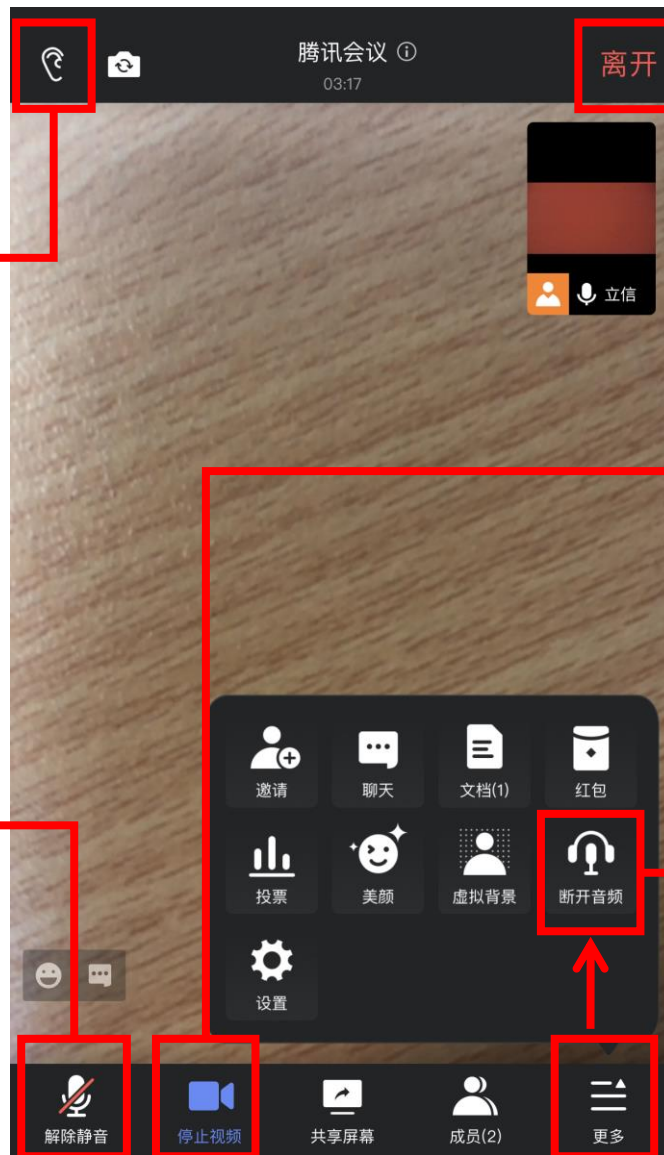 腾讯会议
03:17
离开
立信
邀请
聊天
文档(1)
红包
投票
美颜
虚拟背景
断开音频
设置
解除静音
停止视频
共享屏幕
成员(2)
更多